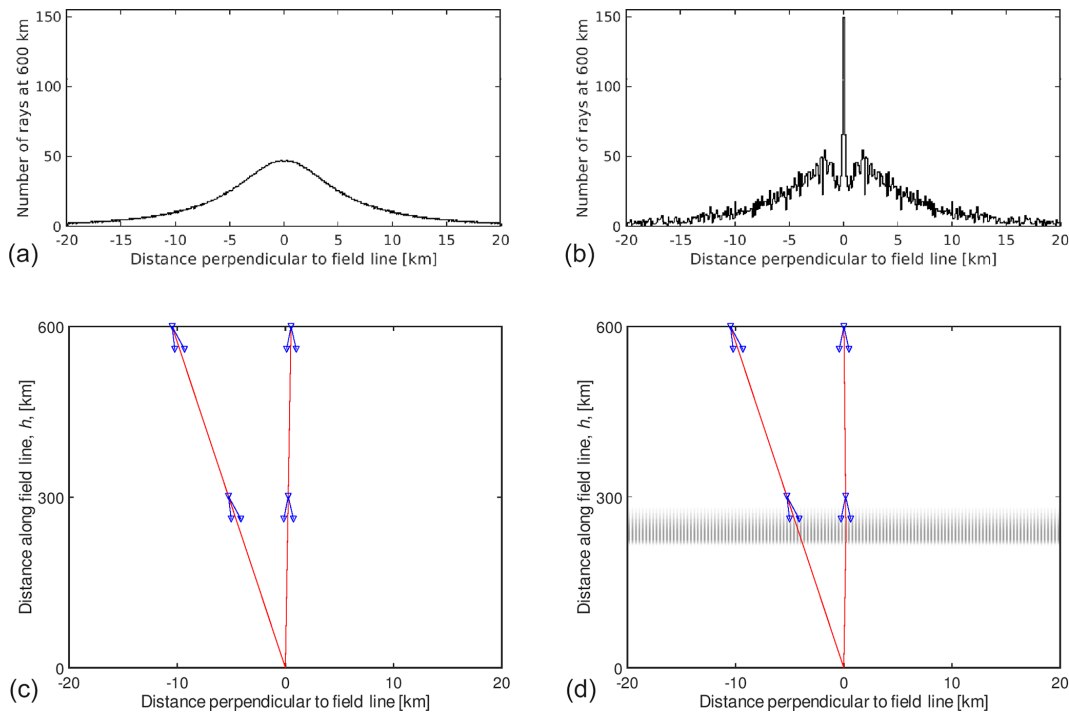 Number of rays at 600 km
150
100
50
0
-20 -15 -10 -5 0 5 10 15 20
Distance perpendicular to field line [km]
(a)
Number of rays at 600 km
150
100
50
0
-20 -15 -10 -5 0 5 10 15 20
Distance perpendicular to field line [km]
(b)
Distance along field line, h, [km]
600
300
0
-20 -10 0 10 20
Distance perpendicular to field line [km]
(c)
Distance along field line, h, [km]
600
300
0
-20 -10 0 10 20
Distance perpendicular to field line [km]
(d)